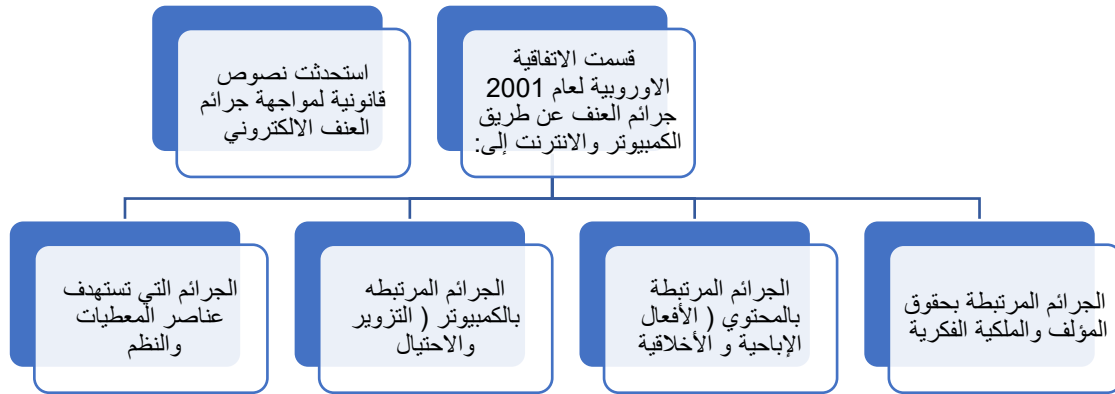 قسمت الاتفاقية
الاوروبية لعام 2001
جرائم العنف عن طريق
الكمبيوتر والانترنت إلى:
استحدثت نصوص
قانونية لمواجهة جرائم
العنف الالكتروني
الجرائم المرتبطة بحقوق
المؤلف والملكية الفكرية
الجرائم المرتبطة
بالمحتوي ( الأفعال
الإباحية و الأخلاقية
الجرائم المرتبطه
بالكمبيوتر ( التزوير
والاحتيال
الجرائم التي تستهدف
عناصر المعطيات
والنظم